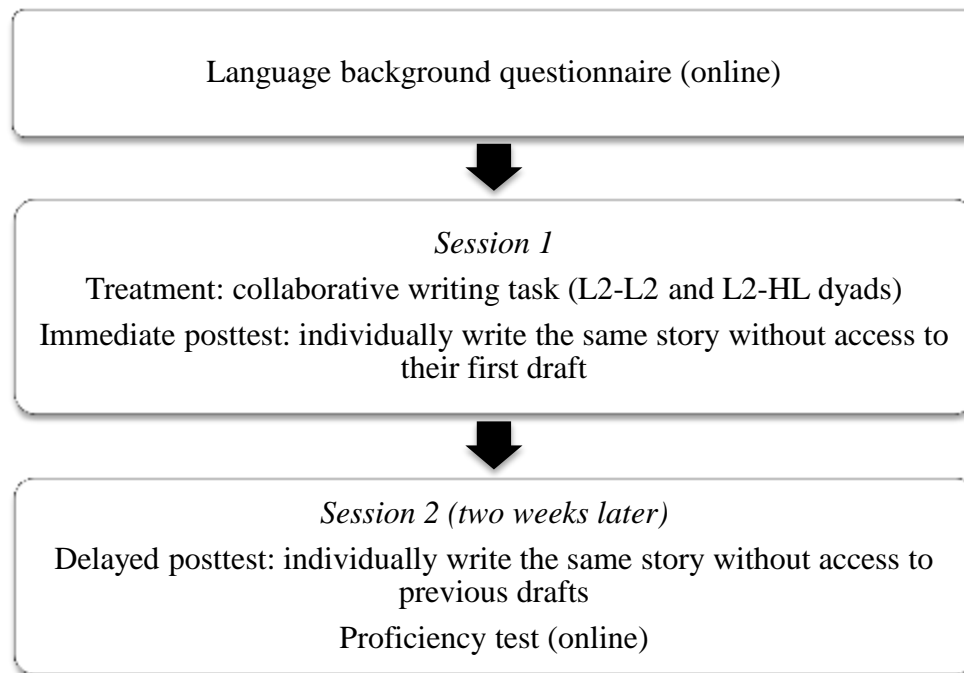 Language background questionnaire (online)
Session 1
Treatment: collaborative writing task (L2-L2 and L2-HL dyads)
Immediate posttest: individually write the same story without access to
their first draft
Session 2 (two weeks later)
Delayed posttest: individually write the same story without access to
previous drafts
Proficiency test (online)